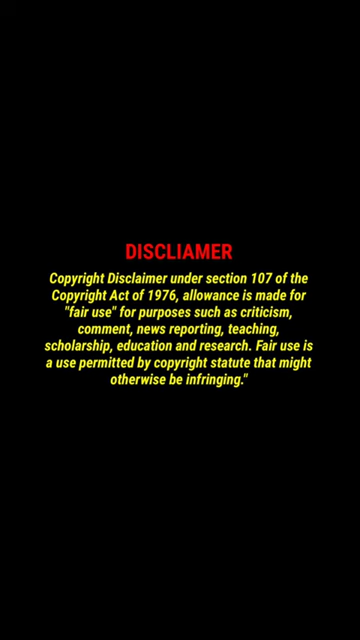 DISCLIAMER
Copyright Disclaimer under section 107 of the
Copyright Act of 1976, allowance is made for
"fair use" for purposes such as criticism,
comment, news reporting, teaching,
scholarship, education and research. Fair use is
a use permitted by copyright statute that might
otherwise be infringing."